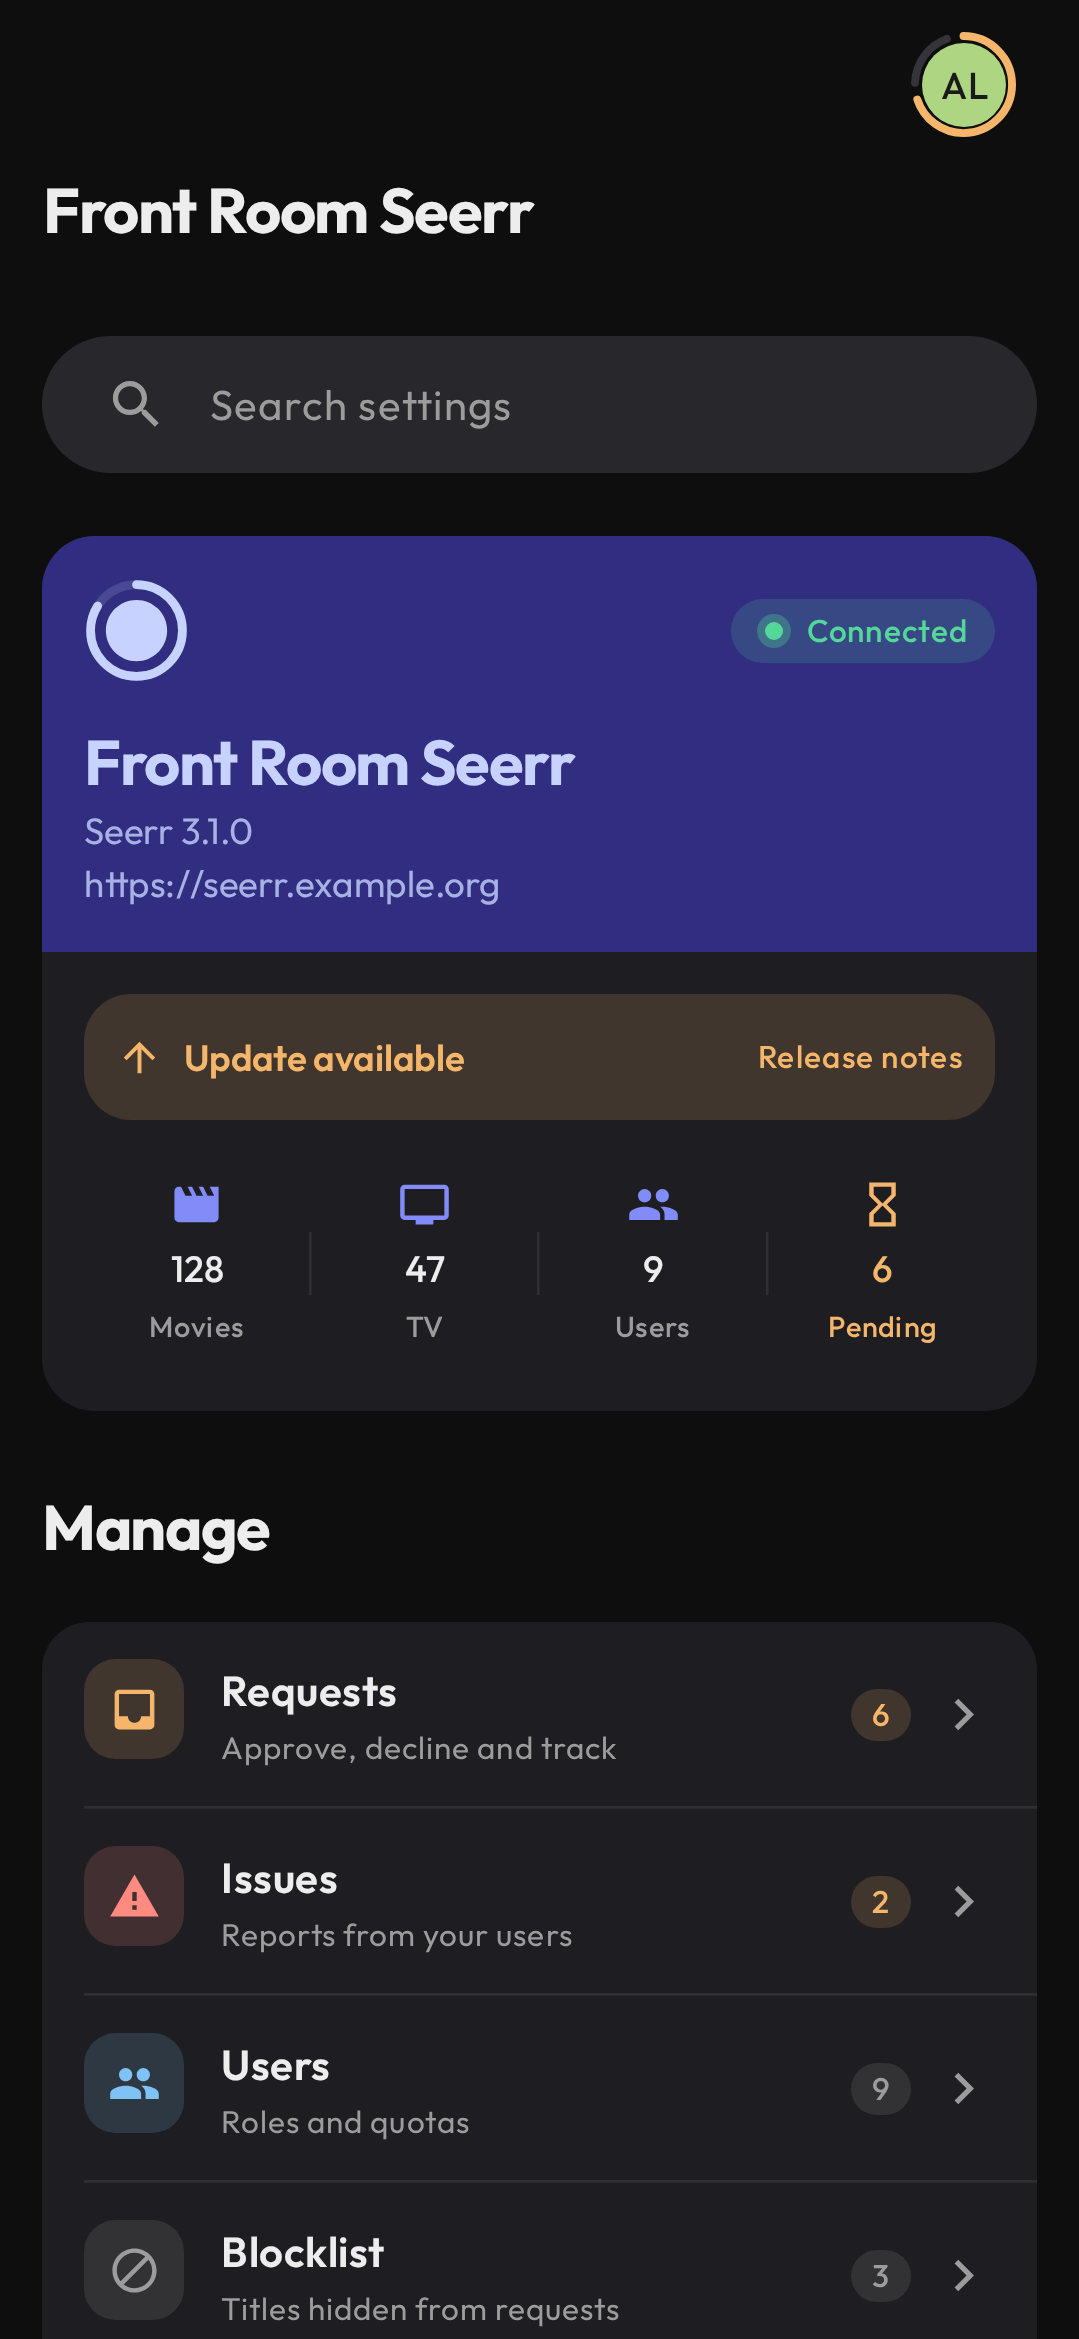 AL
Front Room Seerr
Search settings
Connected
Front Room Seerr
Seerr 3.1.0
https://seerr.example.org
Update available
Release notes
128
47
9
6
Movies
TV
Users
Pending
Manage
Requests
Approve, decline and track
6
Issues
Reports from your users
2
Users
Roles and quotas
9
Blocklist
Titles hidden from requests
3